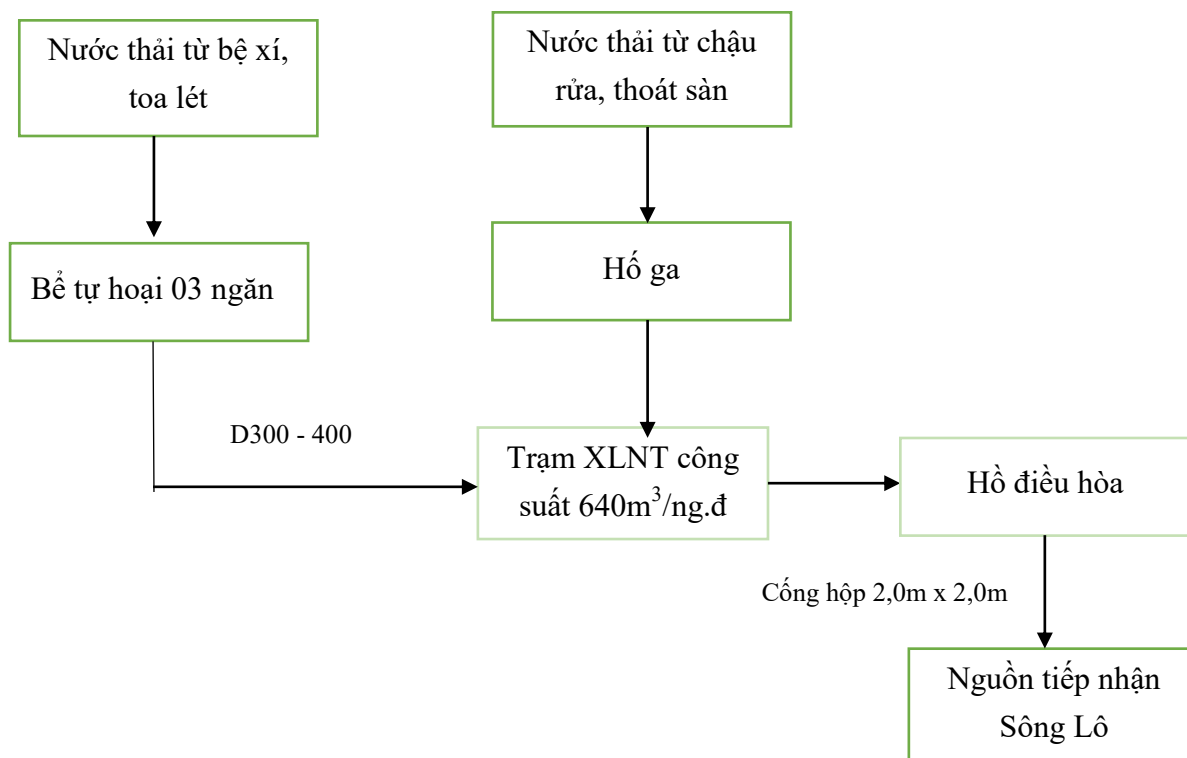 Nước thải từ bệ xí,
toa lét
Nước thải từ chậu
rửa, thoát sàn
Bể tự hoại 03 ngăn
Hố ga
D300 - 400
Trạm XLNT công
suất 640m³/ng.đ
Hồ điều hòa
Cống hộp 2,0m x 2,0m
Nguồn tiếp nhận
Sông Lô